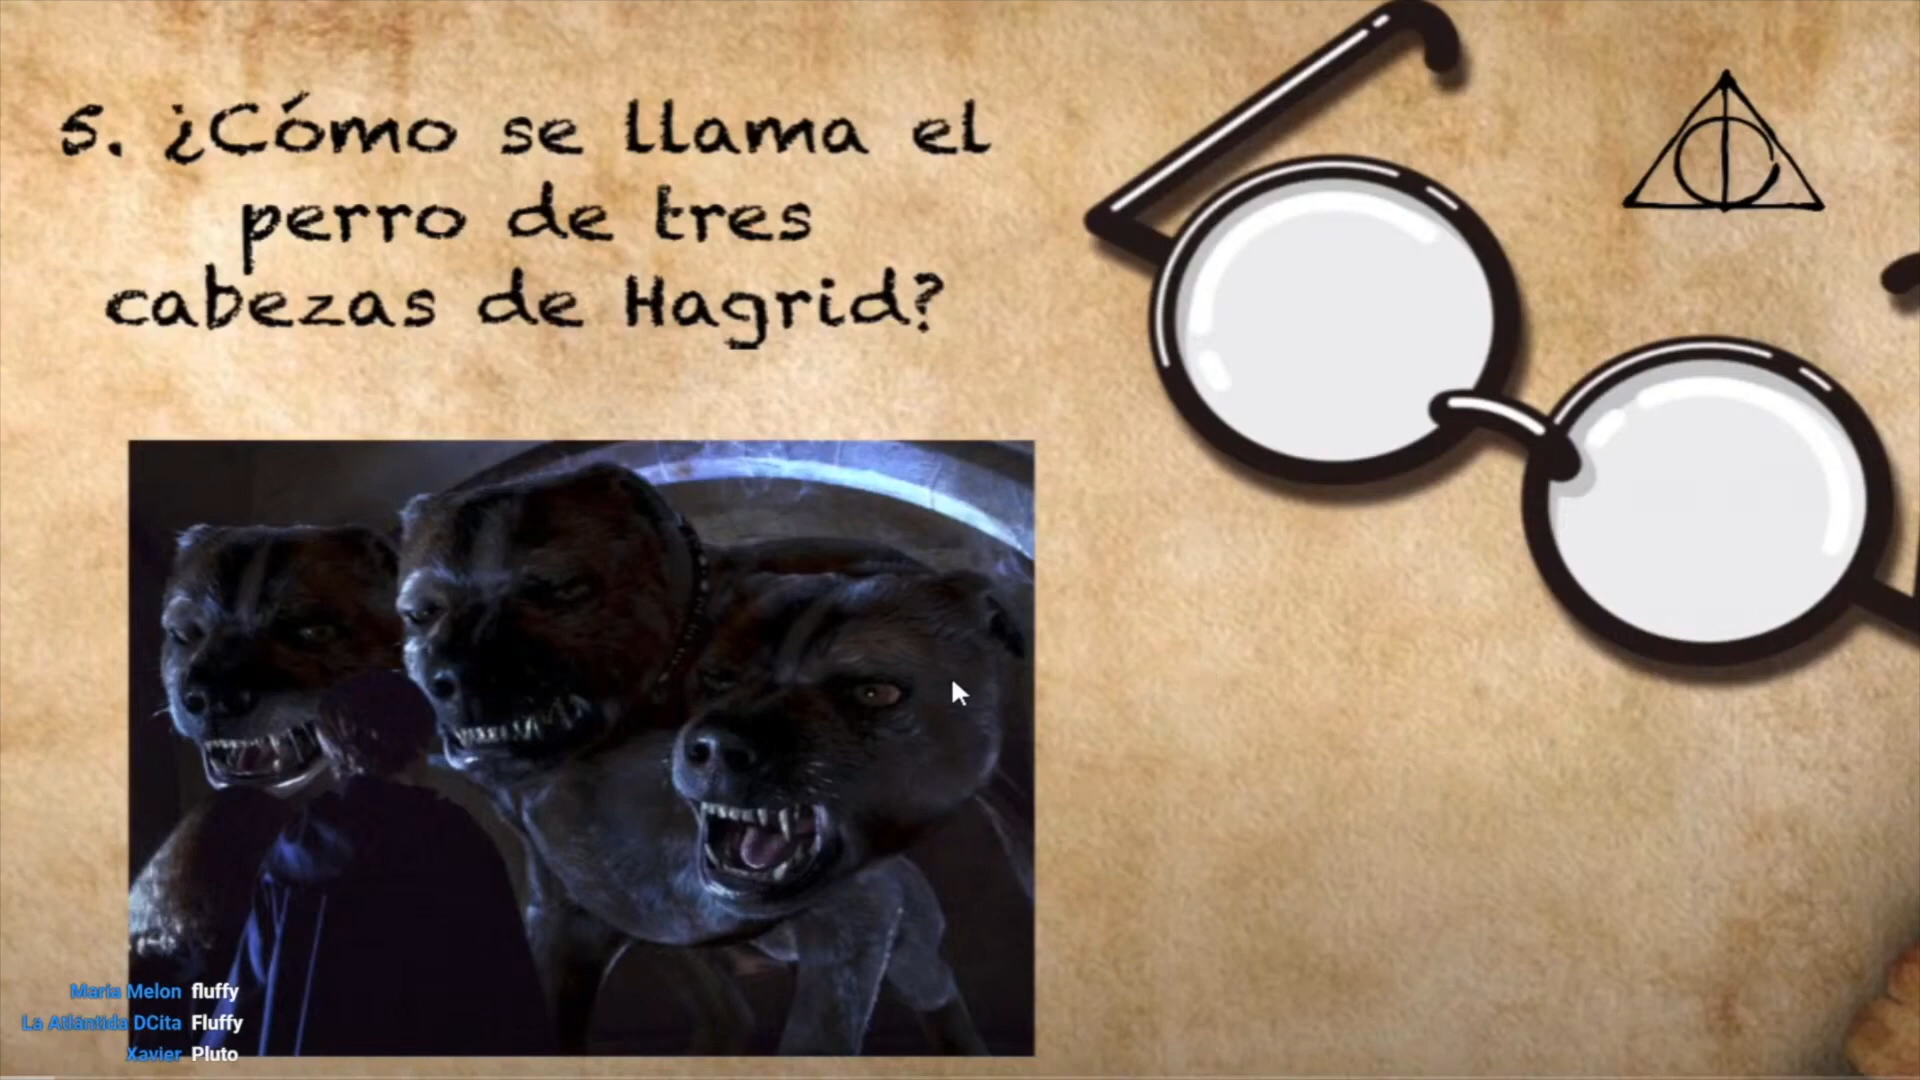 5. ¿Cómo se llama el
perro de tres
cabezas de Hagrid?
Maria Melon fluffy
La Atlántida DCita Fluffy
Xavier Pluto